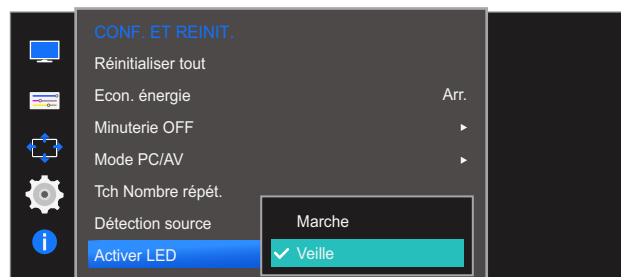 CONF. ET REINIT.
Réinitialiser tout
Econ. énergie Arr.
Minuterie OFF
Mode PC/AV
Tch Nombre répét.
Détection source
Marche
Activer LED
Veille